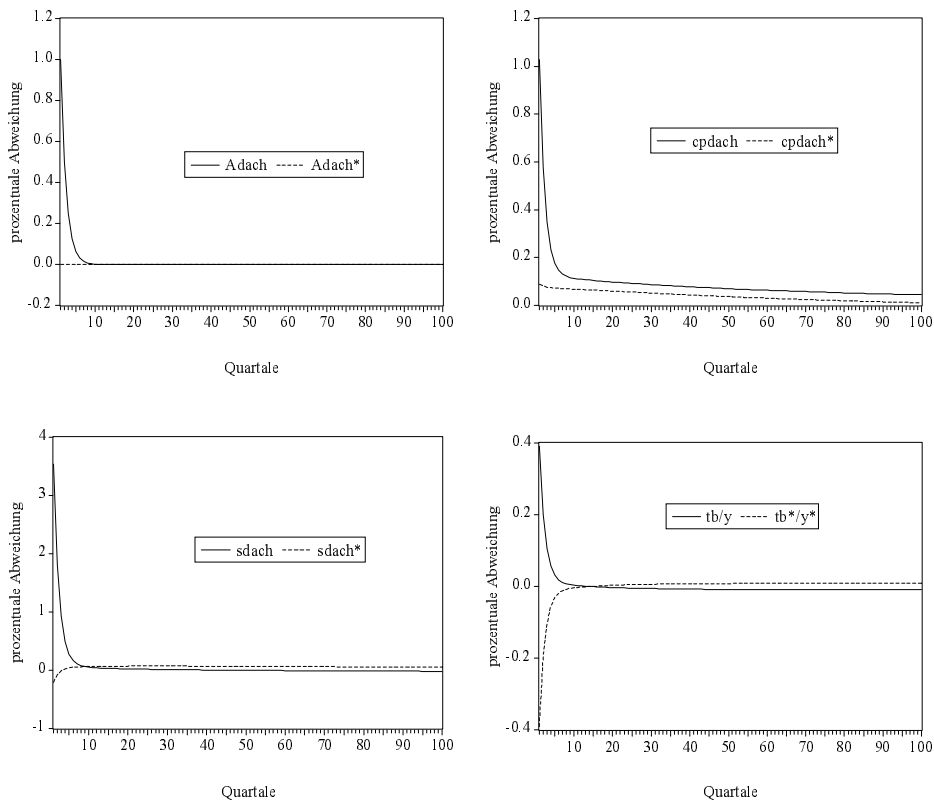 1.2
1.0
0.8
0.6
0.4
0.2
0.0
-0.2
prozentuale Abweichung
Adach Adach*
10 20 30 40 50 60 70 80 90 100
Quartale
1.2
1.0
0.8
0.6
0.4
0.2
0.0
prozentuale Abweichung
cpdach cpdach*
10 20 30 40 50 60 70 80 90 100
Quartale
4
3
2
1
0
-1
prozentuale Abweichung
sdach sdach*
10 20 30 40 50 60 70 80 90 100
Quartale
0.4
0.2
0.0
-0.2
-0.4
prozentuale Abweichung
tb/y tb*/y*
10 20 30 40 50 60 70 80 90 100
Quartale